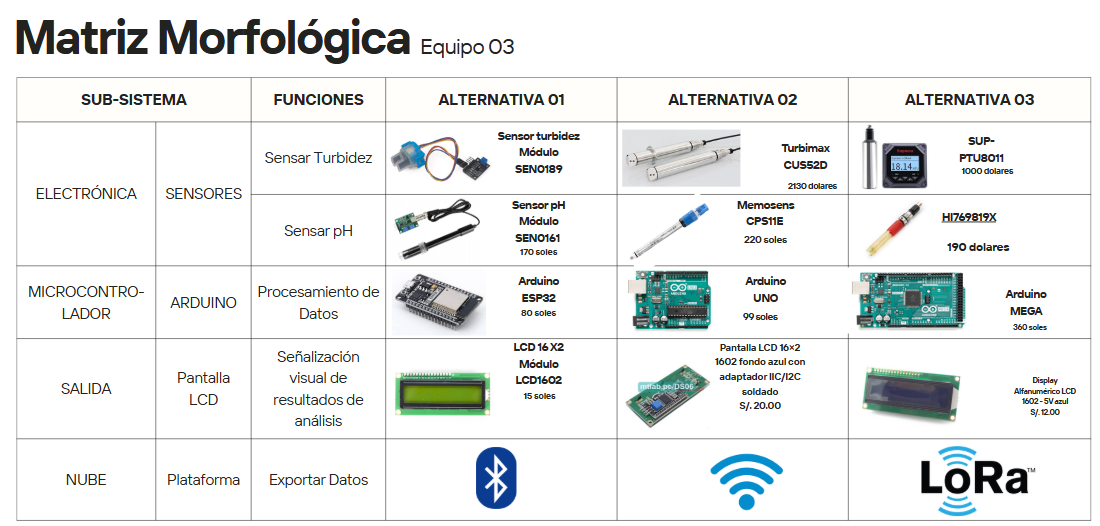 Matriz Morfológica Equipo 03
SUB-SISTEMA
FUNCIONES
ALTERNATIVA 01
ALTERNATIVA 02
ALTERNATIVA 03
ELECTRÓNICA
SENSORES
Sensar Turbidez
Sensor turbidez
Módulo
SEN0189
Turbimax
CUS52D
2130 dolares
SUP-
PTU8011
1000 dolares
18.14
Sensar pH
Sensor pH
Módulo
SEN0161
170 soles
Memosens
CPS11E
220 soles
HI769819X
190 dolares
MICROCONTRO-
LADOR
ARDUINO
Procesamiento de
Datos
Arduino
ESP32
80 soles
Arduino
UNO
99 soles
Arduino
MEGA
360 soles
SALIDA
Pantalla
LCD
Señalización
visual de
resultados de
análisis
LCD 16 X2
Módulo
LCD1602
15 soles
Pantalla LCD 16×2
1602 fondo azul con
adaptador IIC/I2C
soldado
S/. 20.00
mtlab.pe/DS06
Display
Alfanumérico LCD
1602 - 5V azul
S/. 12.00
NUBE
Plataforma
Exportar Datos
LoRa™